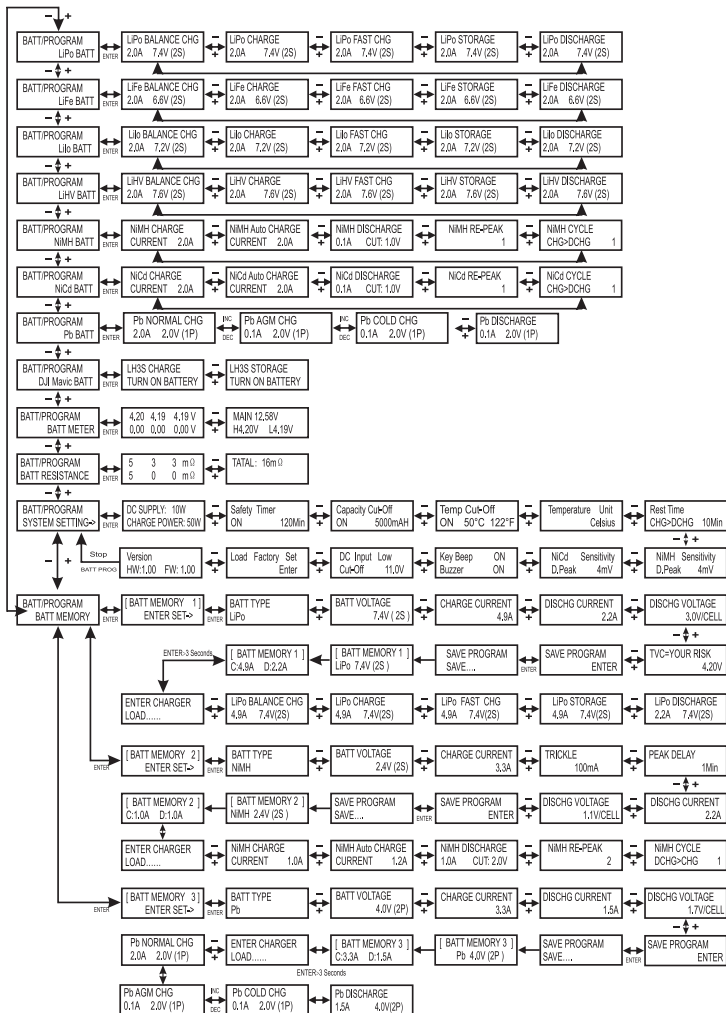 BATT/PROGRAM
LiPo BATT
ENTER
LiPo BALANCE CHG
2.0A 7.4V (2S)
LiPo CHARGE
2.0A 7,4V (2S)
LiPo FAST CHG
2.0A 7.4V (2S)
LiPo STORAGE
2.0A 7.4V (2S)
LiPo DISCHARGE
2.0A 7,4V (2S)
BATT/PROGRAM
LiFe BATT
ENTER
LiFe BALANCE CHG
2.0A 6.6V (2S)
LiFe CHARGE
2.0A 6.6V (2S)
LiFe FAST CHG
2.0A 6.6V (2S)
LiFe STORAGE
2.0A 6.6V (2S)
LiFe DISCHARGE
2.0A 6.6V (2S)
BATT/PROGRAM
LiIo BATT
ENTER
LiIo BALANCE CHG
2.0A 7,2V (2S)
LiIo CHARGE
2.0A 7,2V (2S)
LiIo FAST CHG
2.0A 7,2V (2S)
LiIo STORAGE
2.0A 7,2V (2S)
LiIo DISCHARGE
2.0A 7,2V (2S)
BATT/PROGRAM
LiHV BATT
ENTER
LiHV BALANCE CHG
2.0A 7.6V (2S)
LiHV CHARGE
2.0A 7.6V (2S)
LiHV FAST CHG
2.0A 7.6V (2S)
LiHV STORAGE
2.0A 7.6V (2S)
LiHV DISCHARGE
2.0A 7.6V (2S)
BATT/PROGRAM
NiMH BATT
ENTER
NiMH CHARGE
CURRENT 2.0A
NiMH Auto CHARGE
CURRENT 2.0A
NiMH DISCHARGE
0.1A CUT: 1.0V
NiMH RE-PEAK
1
NiMH CYCLE
CHG>DCHG 1
BATT/PROGRAM
NiCd BATT
ENTER
NiCd CHARGE
CURRENT 2.0A
NiCd Auto CHARGE
CURRENT 2.0A
NiCd DISCHARGE
0.1A CUT: 1.0V
NiCd RE-PEAK
1
NiCd CYCLE
CHG>DCHG 1
BATT/PROGRAM
Pb BATT
ENTER
Pb NORMAL CHG
2.0A 2.0V (1P)
INC
DEC
Pb AGM CHG
0.1A 2.0V (1P)
INC
DEC
Pb COLD CHG
0.1A 2.0V (1P)
Pb DISCHARGE
0.1A 2.0V (1P)
BATT/PROGRAM
DJI Mavic BATT
ENTER
LH3S CHARGE
TURN ON BATTERY
LH3S STORAGE
TURN ON BATTERY
BATT/PROGRAM
BATT METER
ENTER
4.20 4.19 4.19 V
0.00 0.00 0.00 V
MAIN 12.58V
H4.20V L4.19V
BATT/PROGRAM
BATT RESISTANCE
ENTER
5 3 3 mΩ
5 0 0 mΩ
TATAL: 16mΩ
BATT/PROGRAM
SYSTEM SETTING->
ENTER
DC SUPPLY: 10W
CHARGE POWER: 50W
Safety Timer
ON 120Min
Capacity Cut-Off
ON 5000mAH
Temp Cut-Off
ON 50°C 122°F
Temperature Unit
Celsius
Rest Time
CHG>DCHG 10Min
Stop
BATT PROG
Version
HW:1.00 FW: 1.00
Load Factory Set
Enter
DC Input Low
Cut-Off 11.0V
Key Beep ON
Buzzer ON
NiCd Sensitivity
D.Peak 4mV
NiMH Sensitivity
D.Peak 4mV
BATT/PROGRAM
BATT MEMORY
ENTER
[ BATT MEMORY 1]
ENTER SET->
ENTER
BATT TYPE
LiPo
BATT VOLTAGE
7.4V ( 2S )
CHARGE CURRENT
4.9A
DISCHG CURRENT
2.2A
DISCHG VOLTAGE
3.0V/CELL
ENTER>3 Seconds
[ BATT MEMORY 1 ]
C:4.9A D:2.2A
[ BATT MEMORY 1 ]
LiPo 7.4V (2S )
SAVE PROGRAM
SAVE....
ENTER
SAVE PROGRAM
ENTER
TVC=YOUR RISK
4.20V
ENTER CHARGER
LOAD......
LiPo BALANCE CHG
4.9A 7.4V(2S)
LiPo CHARGE
4.9A 7.4V(2S)
LiPo FAST CHG
4.9A 7.4V(2S)
LiPo STORAGE
4.9A 7.4V(2S)
LiPo DISCHARGE
2.2A 7.4V(2S)
ENTER
[ BATT MEMORY 2 ]
ENTER SET->
ENTER
BATT TYPE
NiMH
BATT VOLTAGE
2.4V (2S)
CHARGE CURRENT
3.3A
TRICKLE
100mA
PEAK DELAY
1Min
[ BATT MEMORY 2 ]
C:1.0A D:1.0A
[ BATT MEMORY 2 ]
NiMH 2.4V (2S )
SAVE PROGRAM
SAVE....
ENTER
SAVE PROGRAM
ENTER
DISCHG VOLTAGE
1.1V/CELL
DISCHG CURRENT
2.2A
ENTER CHARGER
LOAD......
NiMH CHARGE
CURRENT 1.0A
NiMH Auto CHARGE
CURRENT 1.2A
NiMH DISCHARGE
1.0A CUT: 2.0V
NiMH RE-PEAK
2
NiMH CYCLE
DCHG>CHG 1
ENTER
[ BATT MEMORY 3 ]
ENTER SET->
ENTER
BATT TYPE
Pb
BATT VOLTAGE
4.0V (2P)
CHARGE CURRENT
3.3A
DISCHG CURRENT
1.5A
DISCHG VOLTAGE
1.7V/CELL
Pb NORMAL CHG
2.0A 2.0V (1P)
ENTER CHARGER
LOAD......
ENTER>3 Seconds
[ BATT MEMORY 3 ]
C:3.3A D:1.5A
[ BATT MEMORY 3 ]
Pb 4.0V (2P)
SAVE PROGRAM
SAVE....
ENTER
SAVE PROGRAM
ENTER
Pb AGM CHG
0.1A 2.0V (1P)
INC
DEC
Pb COLD CHG
0.1A 2.0V (1P)
Pb DISCHARGE
1.5A 4.0V(2P)